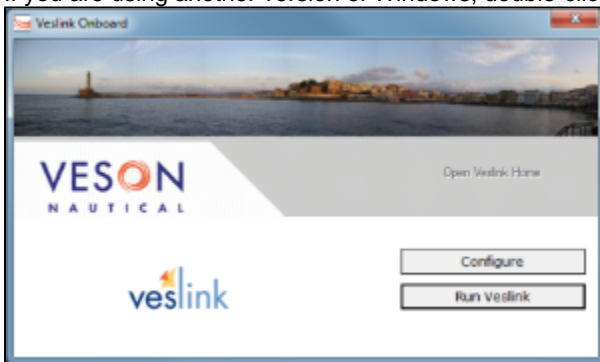 If you are using another version of Windows, double-clic
Veslink Onboard
VESON
NAUTICAL
Open Veslink Home
veslink
Configure
Run Veslink